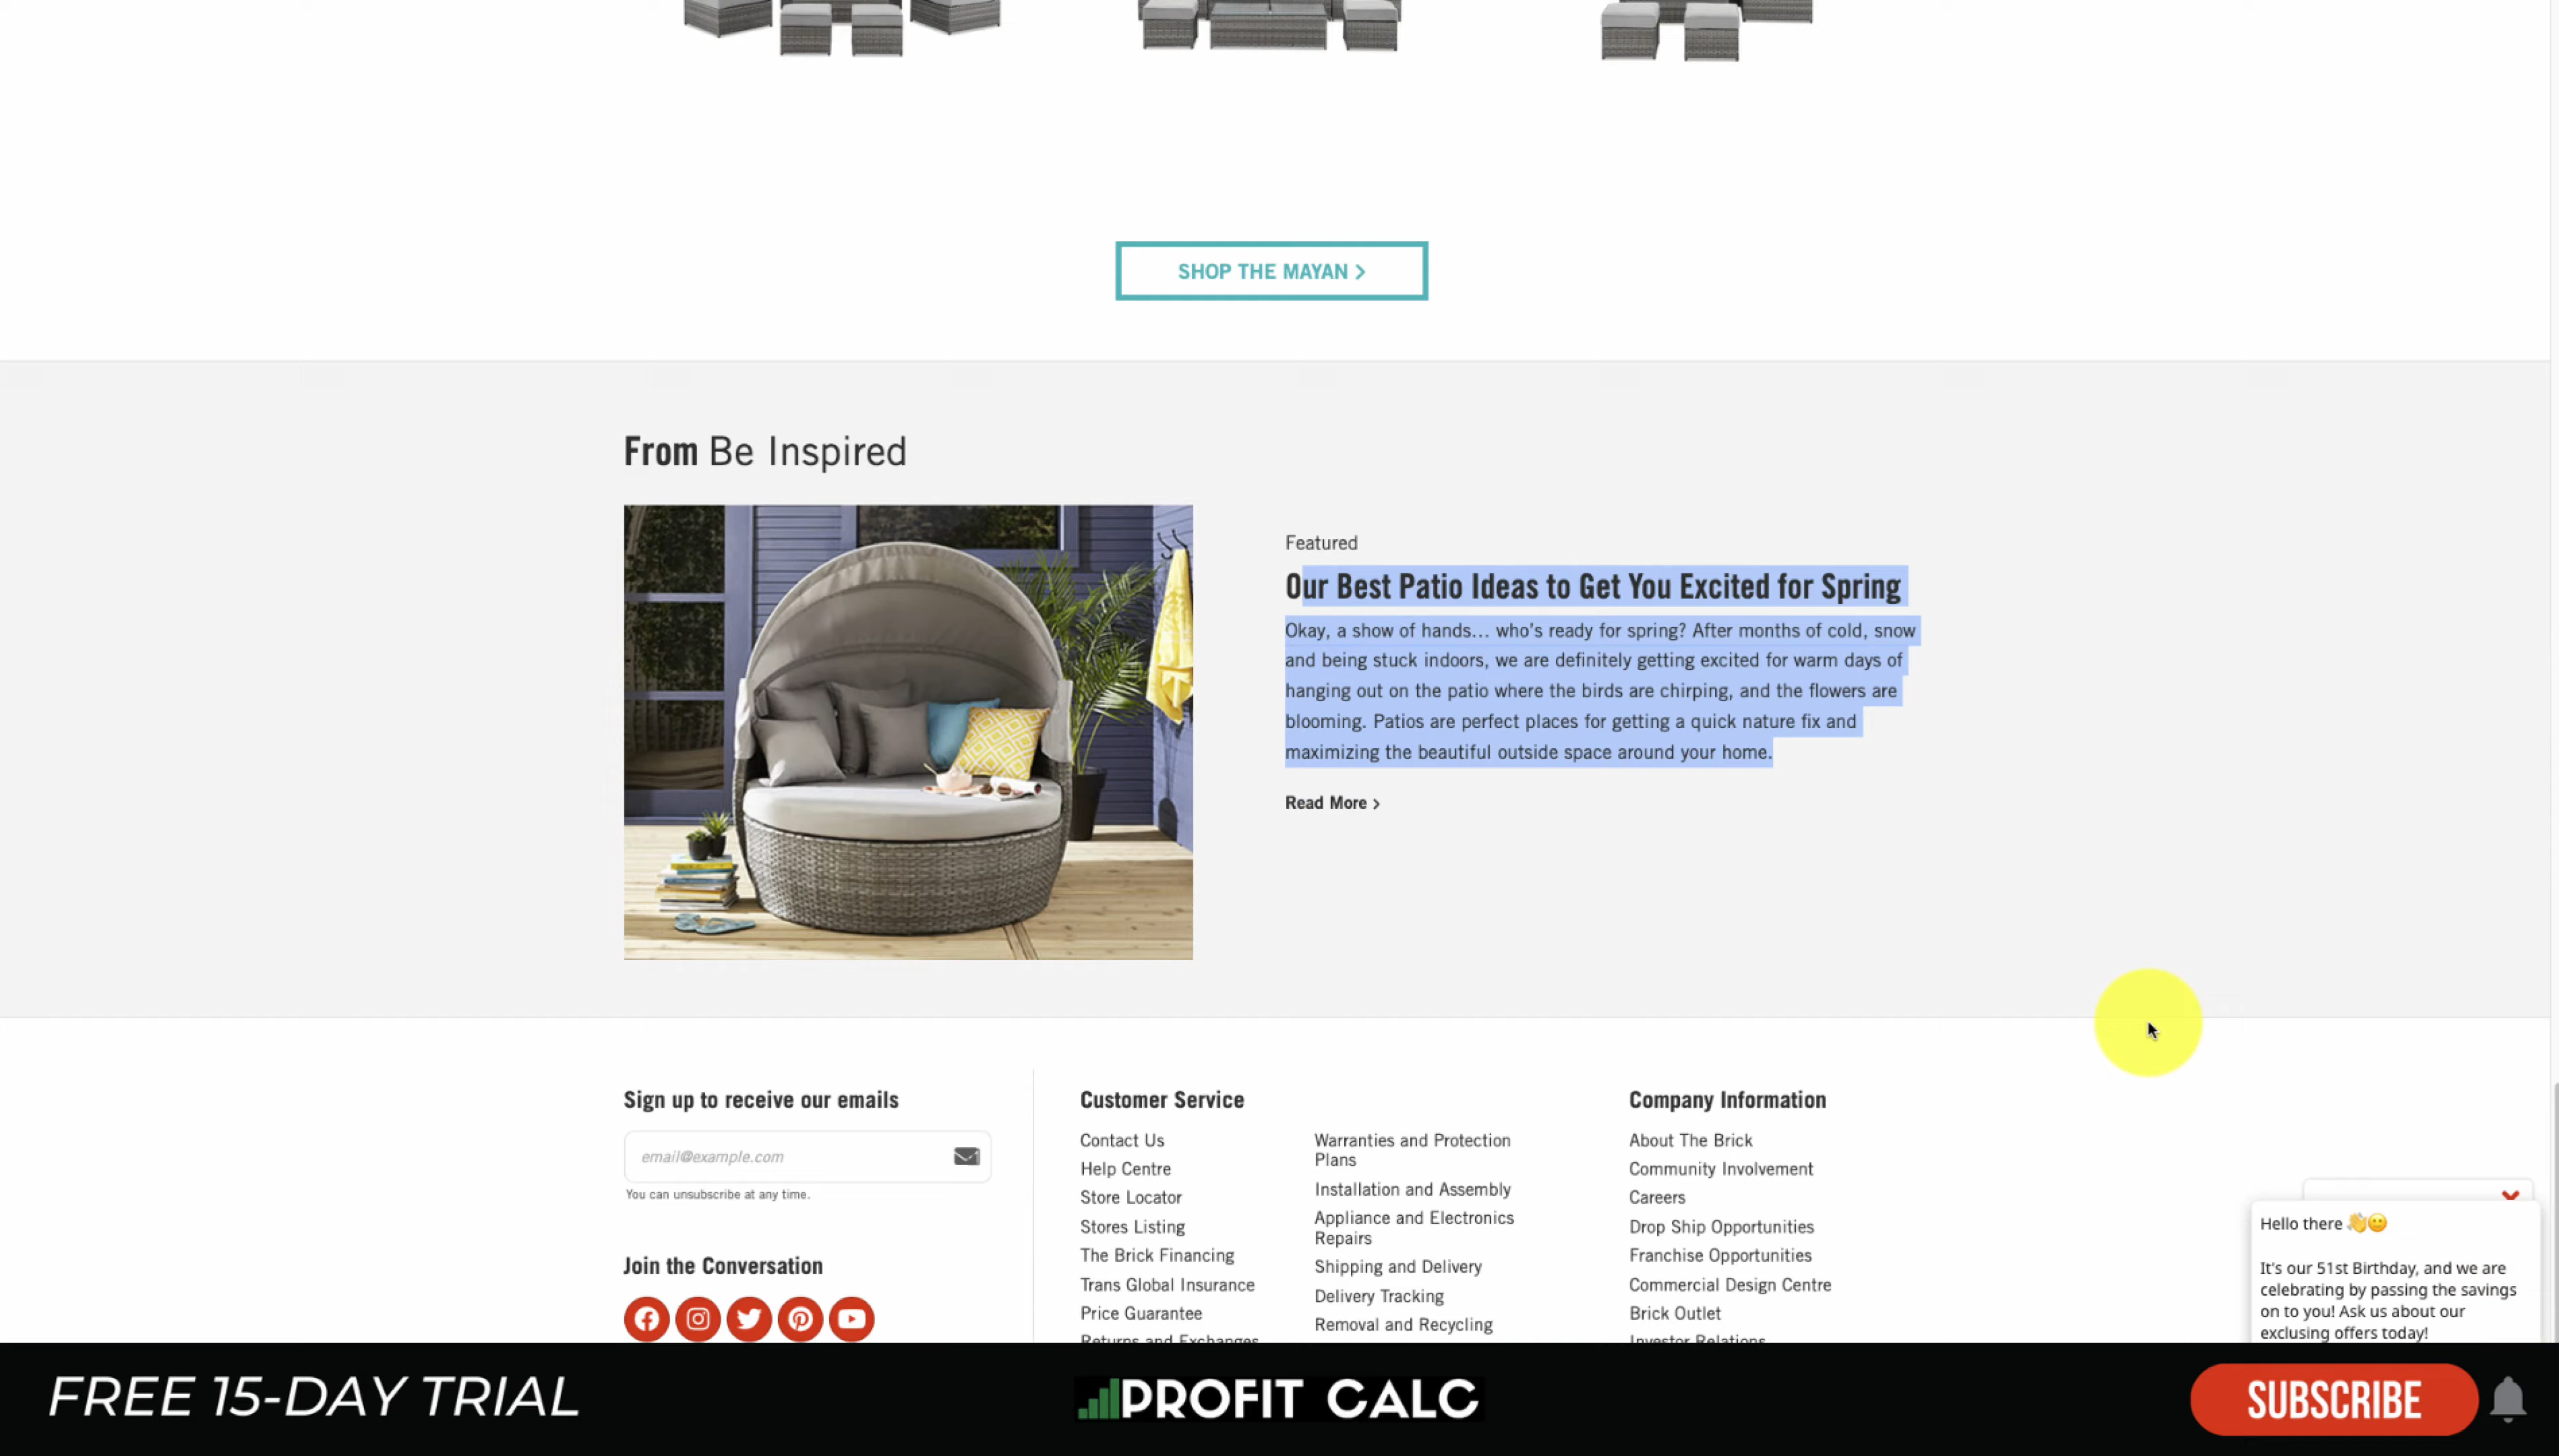 SHOP THE MAYAN >
From Be Inspired
Featured
Our Best Patio Ideas to Get You Excited for Spring
Okay, a show of hands... who's ready for spring? After months of cold, snow
and being stuck indoors, we are definitely getting excited for warm days of
hanging out on the patio where the birds are chirping, and the flowers are
blooming. Patios are perfect places for getting a quick nature fix and
maximizing the beautiful outside space around your home.
Read More >
Sign up to receive our emails
email@example.com
You can unsubscribe at any time.
Join the Conversation
Customer Service
Contact Us
Help Centre
Store Locator
Stores Listing
The Brick Financing
Trans Global Insurance
Price Guarantee
Returns and Exchanges
Warranties and Protection
Plans
Installation and Assembly
Appliance and Electronics
Repairs
Shipping and Delivery
Delivery Tracking
Removal and Recycling
Company Information
About The Brick
Community Involvement
Careers
Drop Ship Opportunities
Franchise Opportunities
Commercial Design Centre
Brick Outlet
Investor Relations
Hello there 👋🙂
It's our 51st Birthday, and we are
celebrating by passing the savings
on to you! Ask us about our
exclusing offers today!
FREE 15-DAY TRIAL
PROFIT CALC
SUBSCRIBE